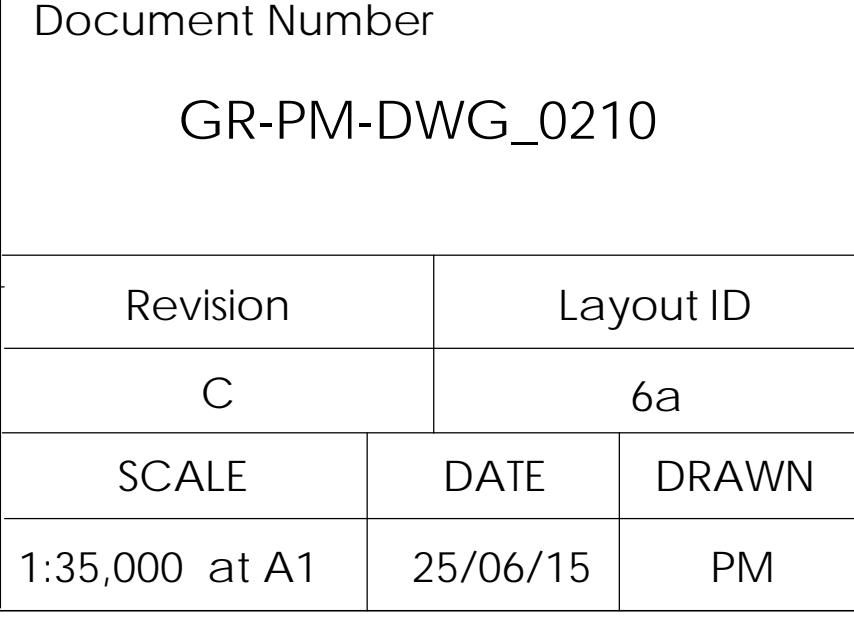 Document Number
GR-PM-DWG_0210
Revision Layout ID
C 6a
SCALE DATE DRAWN
1:35,000 at A1 25/06/15 PM